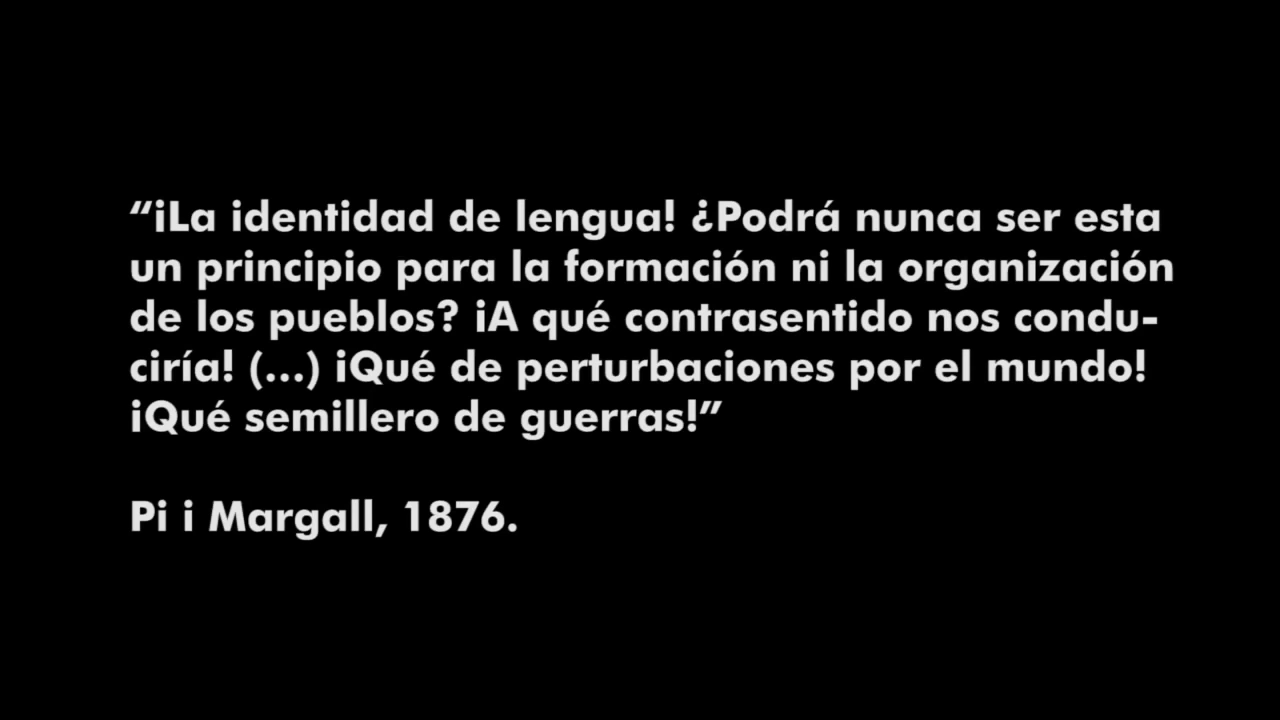 “¡La identidad de lengua! ¿Podrá nunca ser esta
un principio para la formación ni la organización
de los pueblos? ¡A qué contrasentido nos condu-
ciría! (...) ¡Qué de perturbaciones por el mundo!
¡Qué semillero de guerras!”
Pi i Margall, 1876.